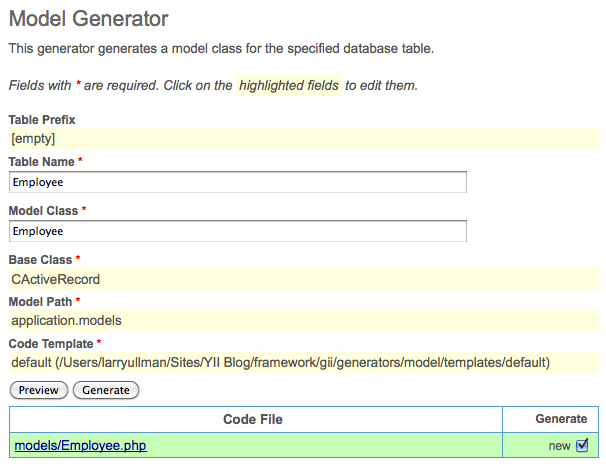 Model Generator
This generator generates a model class for the specified database table.
Fields with * are required. Click on the highlighted fields to edit them.
Table Prefix
[empty]
Table Name *
Employee
Model Class *
Employee
Base Class *
CActiveRecord
Model Path *
application.models
Code Template *
default (/Users/larryullman/Sites/YII Blog/framework/gii/generators/model/templates/default)
Preview Generate
Code File Generate
models/Employee.php new